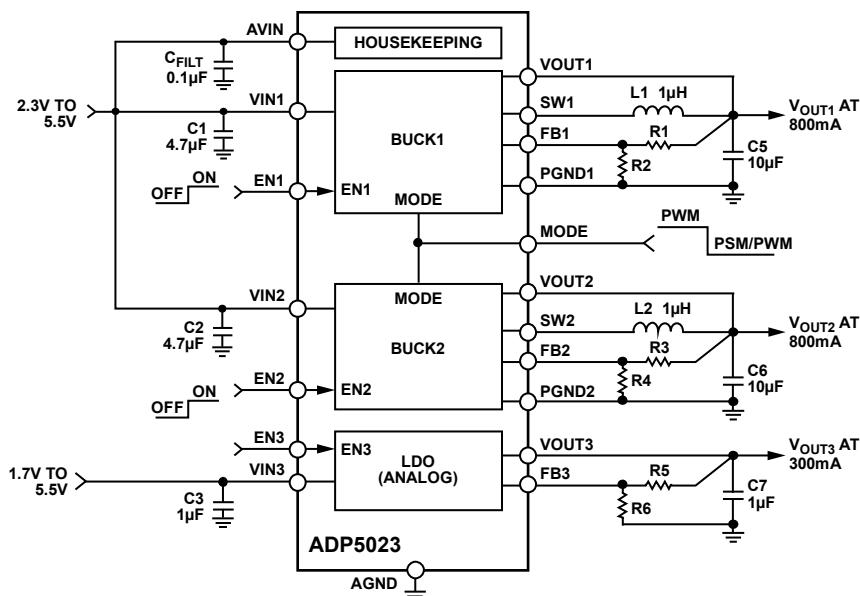 AVIN
HOUSEKEEPING
C_FILT
0.1µF
VOUT1
2.3V TO
5.5V
VIN1
C1
4.7µF
BUCK1
SW1
L1 1µH
V_OUT1 AT
800mA
FB1
R1
R2
C5
10µF
OFF
ON
EN1
EN1
PGND1
MODE
MODE
PWM
PSM/PWM
VIN2
MODE
VOUT2
C2
4.7µF
BUCK2
SW2
L2 1µH
V_OUT2 AT
800mA
FB2
R3
R4
C6
10µF
OFF
ON
EN2
EN2
PGND2
EN3
EN3
LDO
(ANALOG)
VOUT3
V_OUT3 AT
300mA
1.7V TO
5.5V
VIN3
C3
1µF
FB3
R5
R6
C7
1µF
ADP5023
AGND